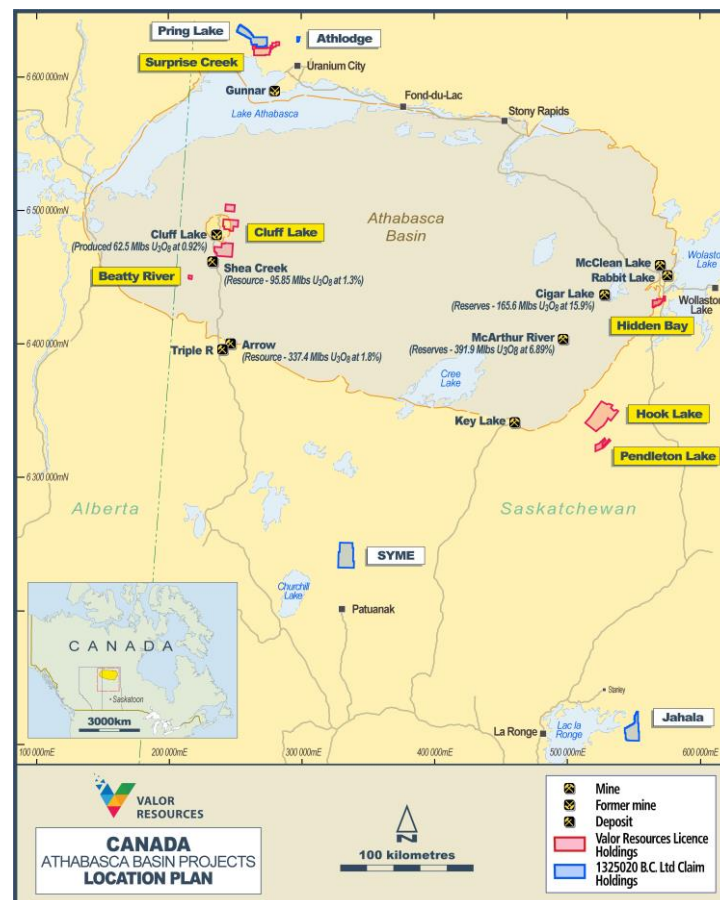 Pring Lake
Athlodge
Surprise Creek
6 600 000mN
Uranium City
Gunnar
Fond-du-Lac
Lake Athabasca
Stony Rapids
6 500 000mN
Athabasca
Basin
Cluff Lake
(Produced 62.5 Mlbs U3O8 at 0.92%)
Cluff Lake
Beatty River
Shea Creek
(Resource - 95.85 Mlbs U3O8 at 1.3%)
McClean Lake
Rabbit Lake
Wolaston
Lake
Wollaston
Lake
Cigar Lake
(Reserves - 165.6 Mlbs U3O8 at 15.9%)
Hidden Bay
6 400 000mN
Triple R
Arrow
(Resource - 337.4 Mlbs U3O8 at 1.8%)
McArthur River
(Reserves - 391.9 Mlbs U3O8 at 6.89%)
Cree
Lake
Key Lake
Hook Lake
Pendleton Lake
6 300 000mN
Alberta
Saskatchewan
SYME
Churchill
Lake
Patuanak
CANADA
Saskatoon
3000km
Stanley
La Ronge
Lac la
Ronge
Jahala
100 000mE
200 000mE
300 000mE
400 000mE
500 000mE
600 000mE
VALOR
RESOURCES
CANADA
ATHABASCA BASIN PROJECTS
LOCATION PLAN
N
100 kilometres
Mine
Former mine
Deposit
Valor Resources Licence
Holdings
1325020 B.C. Ltd Claim
Holdings